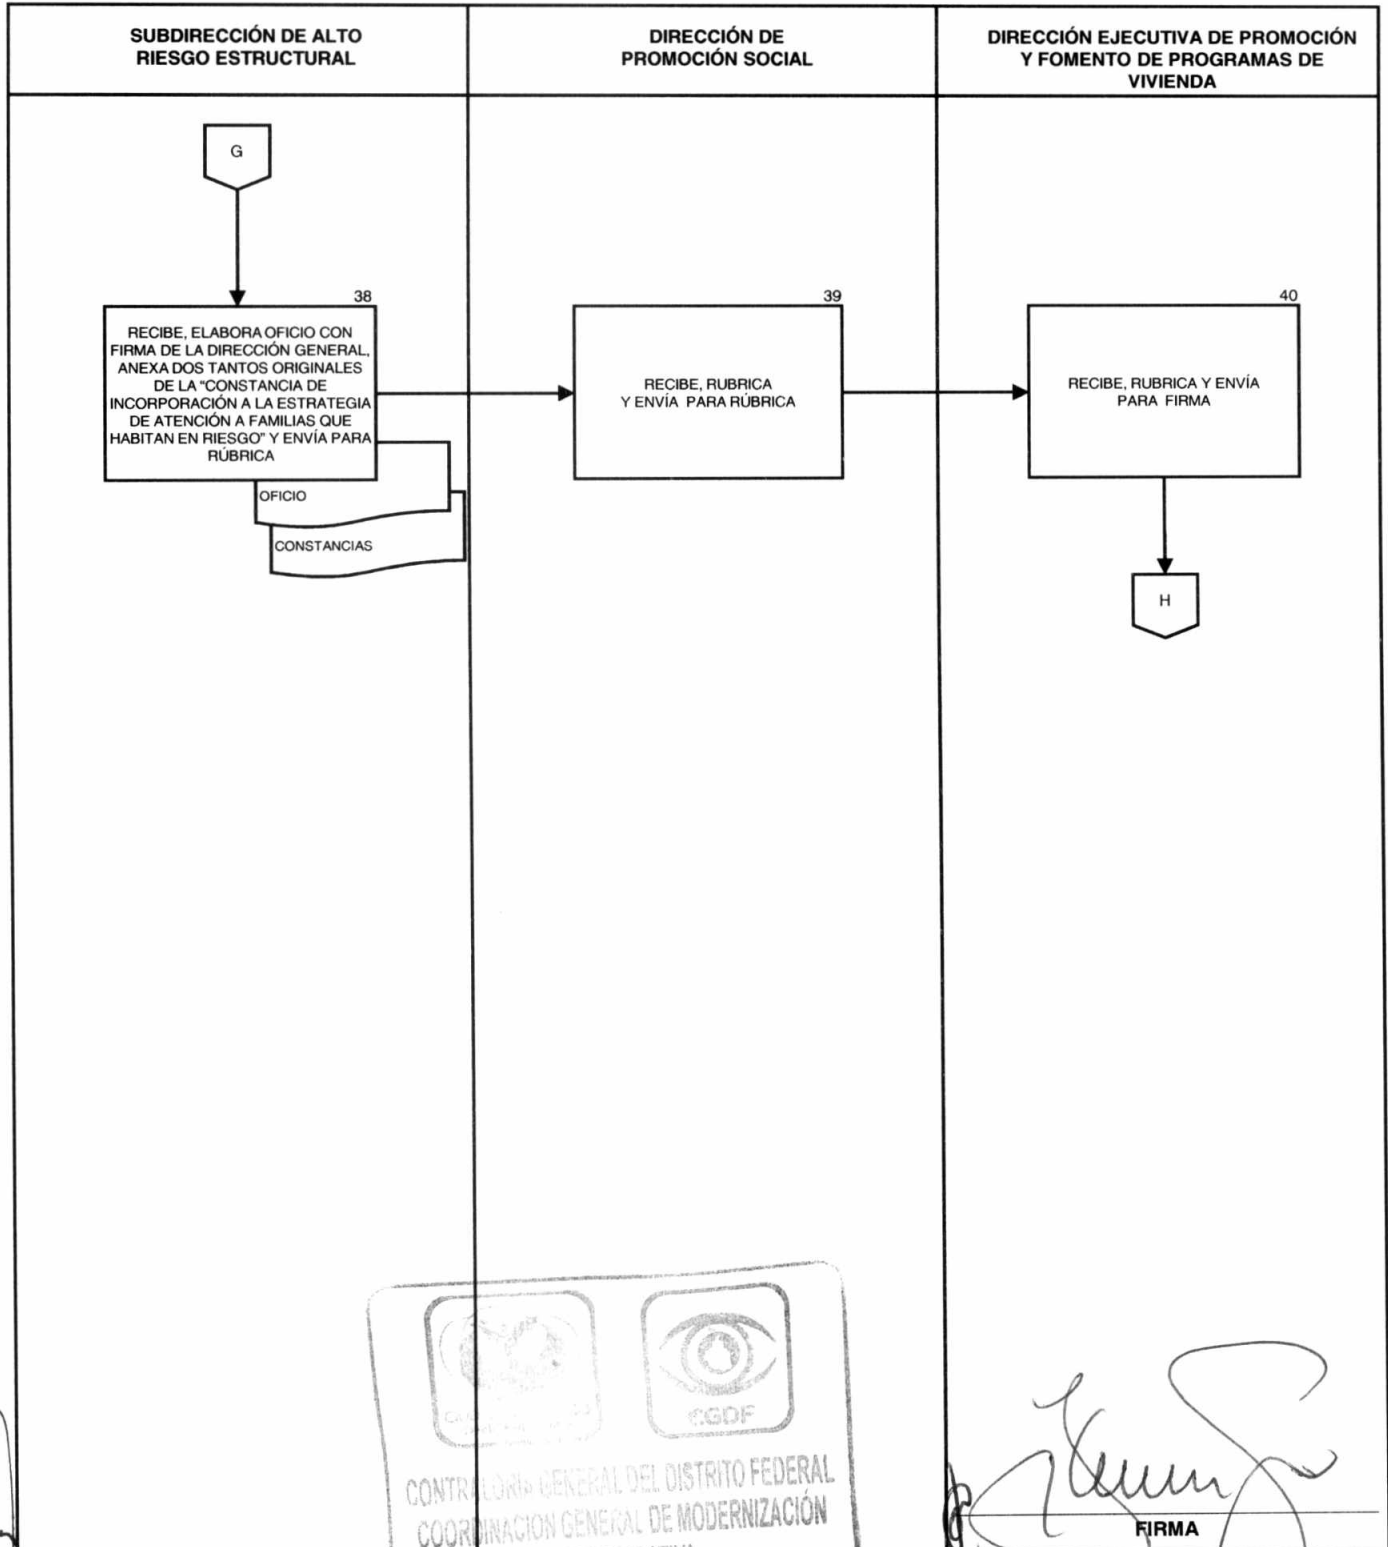 SUBDIRECCIÓN DE ALTO
RIESGO ESTRUCTURAL
DIRECCIÓN DE
PROMOCIÓN SOCIAL
DIRECCIÓN EJECUTIVA DE PROMOCIÓN
Y FOMENTO DE PROGRAMAS DE
VIVIENDA
G
38
RECIBE, ELABORA OFICIO CON
FIRMA DE LA DIRECCIÓN GENERAL,
ANEXA DOS TANTOS ORIGINALES
DE LA "CONSTANCIA DE
INCORPORACIÓN A LA ESTRATEGIA
DE ATENCIÓN A FAMILIAS QUE
HABITAN EN RIESGO" Y ENVÍA PARA
RÚBRICA
OFICIO
CONSTANCIAS
39
RECIBE, RUBRICA
Y ENVÍA PARA RÚBRICA
40
RECIBE, RUBRICA Y ENVÍA
PARA FIRMA
H
CGDF
CONTRALORÍA GENERAL DEL DISTRITO FEDERAL
COORDINACIÓN GENERAL DE MODERNIZACIÓN
FIRMA